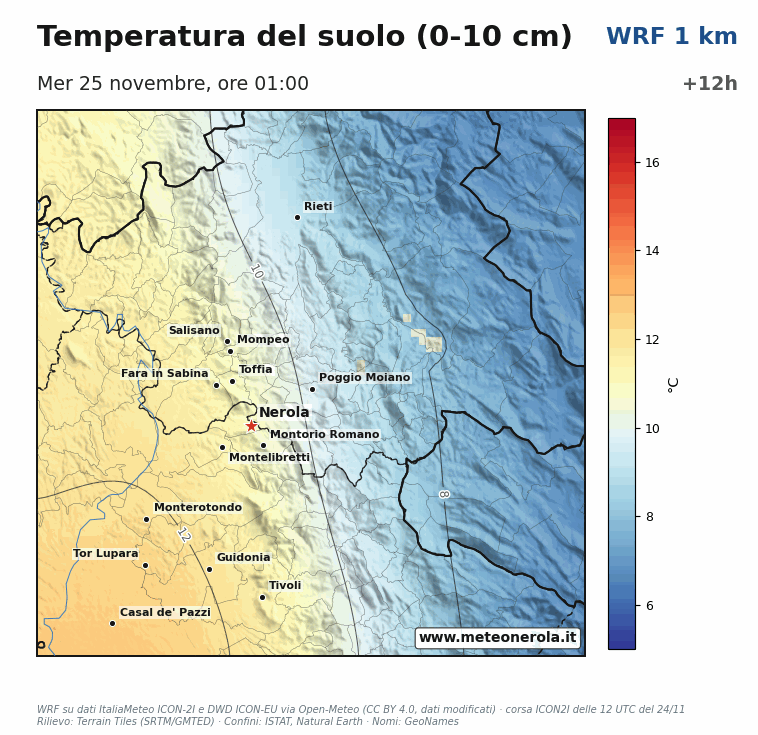 Temperatura del suolo (0-10 cm)
WRF 1 km
Mer 25 novembre, ore 01:00
+12h
Rieti
10
Salisano
Mompeo
Fara in Sabina
Toffia
Poggio Moiano
Nerola
Montorio Romano
Montelibretti
8
Monterotondo
12
Tor Lupara
Guidonia
Tivoli
Casal de' Pazzi
www.meteonerola.it
16
14
12
10
8
6
°C
WRF su dati ItaliaMeteo ICON-2I e DWD ICON-EU via Open-Meteo (CC BY 4.0, dati modificati) · corsa ICON2I delle 12 UTC del 24/11
Rilievo: Terrain Tiles (SRTM/GMTED) · Confini: ISTAT, Natural Earth · Nomi: GeoNames